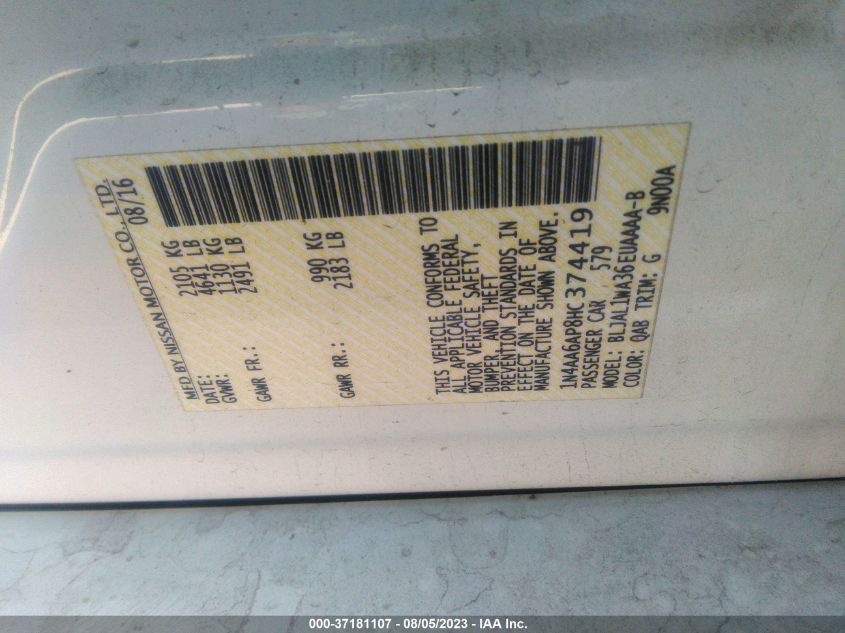 MFD BY NISSAN MOTOR CO., LTD.
DATE: 08/16
GVWR: 2105 KG
4641 LB
GAWR FR.: 1130 KG
2491 LB
GAWR RR.: 990 KG
2183 LB
THIS VEHICLE CONFORMS TO
ALL APPLICABLE FEDERAL
MOTOR VEHICLE SAFETY,
BUMPER, AND THEFT
PREVENTION STANDARDS IN
EFFECT ON THE DATE OF
MANUFACTURE SHOWN ABOVE.
1N4AA6AP8HC374419
PASSENGER CAR 579
MODEL: BLJALIWA36EUAAAA-B
COLOR: QAB TRIM: G 9N00A
000-37181107 - 08/05/2023 - IAA Inc.